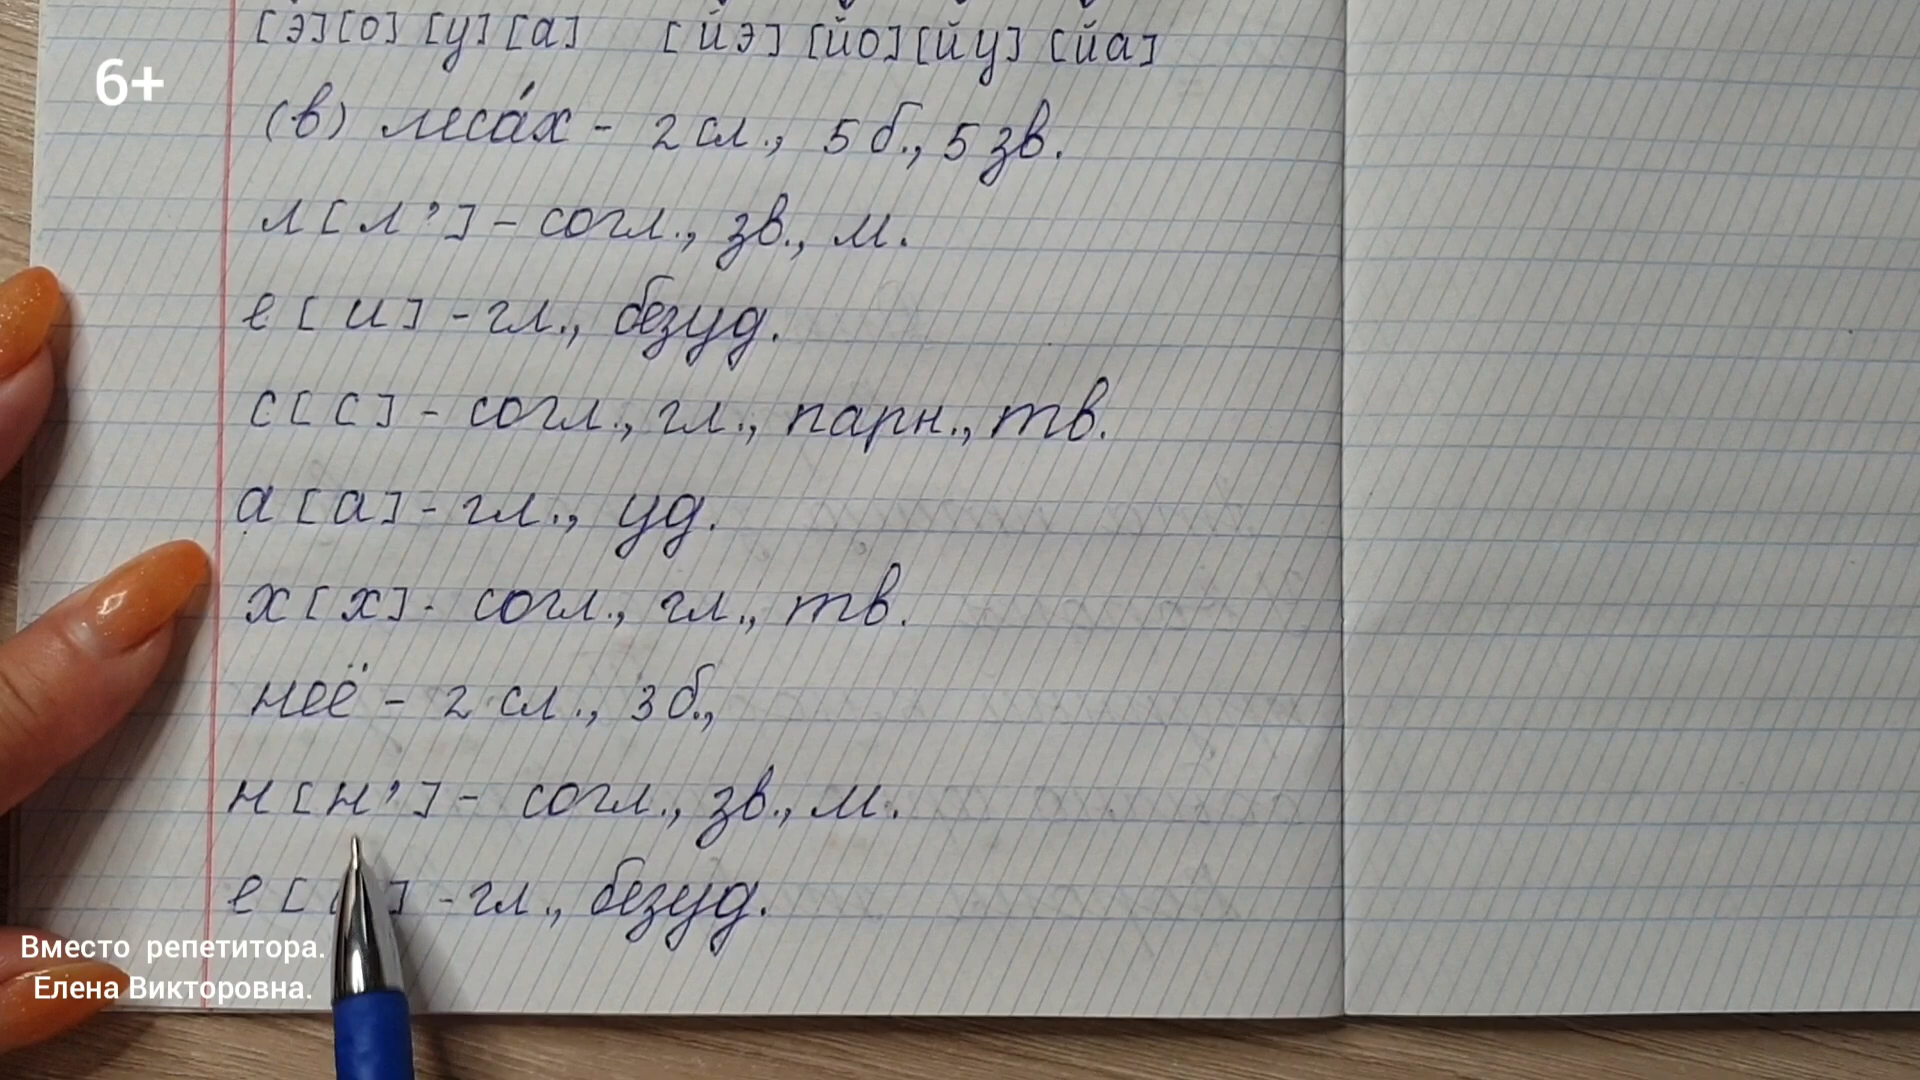 [э][о] [у][а] [йэ] [йо][йу] [йа]
6+
(в) леса́х - 2 сл., 5 б., 5 зв.
л [л'] - согл., зв., м.
е [и] - гл., безуд.
с [с] - согл., гл., парн., тв.
а [а] - гл., уд.
х [х] - согл., гл., тв.
неё - 2 сл., 3 б.,
н [н'] - согл., зв., м.
е [ ] - гл., безуд.
Вместо репетитора.
Елена Викторовна.